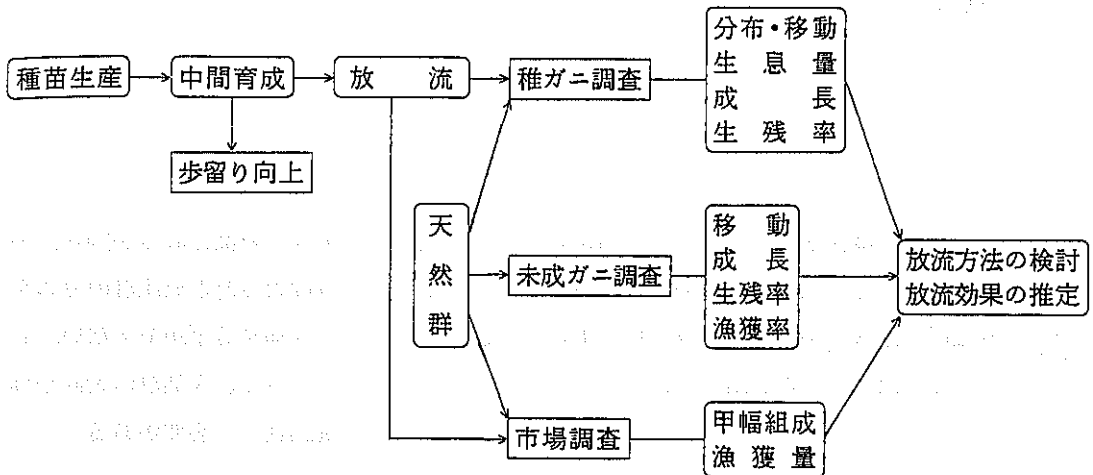 種苗生産
中間育成
放流
稚ガニ調査
分布・移動
生息量
成長
生残率
歩留り向上
天然群
未成ガニ調査
移動
成長
生残率
漁獲率
放流方法の検討
放流効果の推定
市場調査
甲幅組成
漁獲量